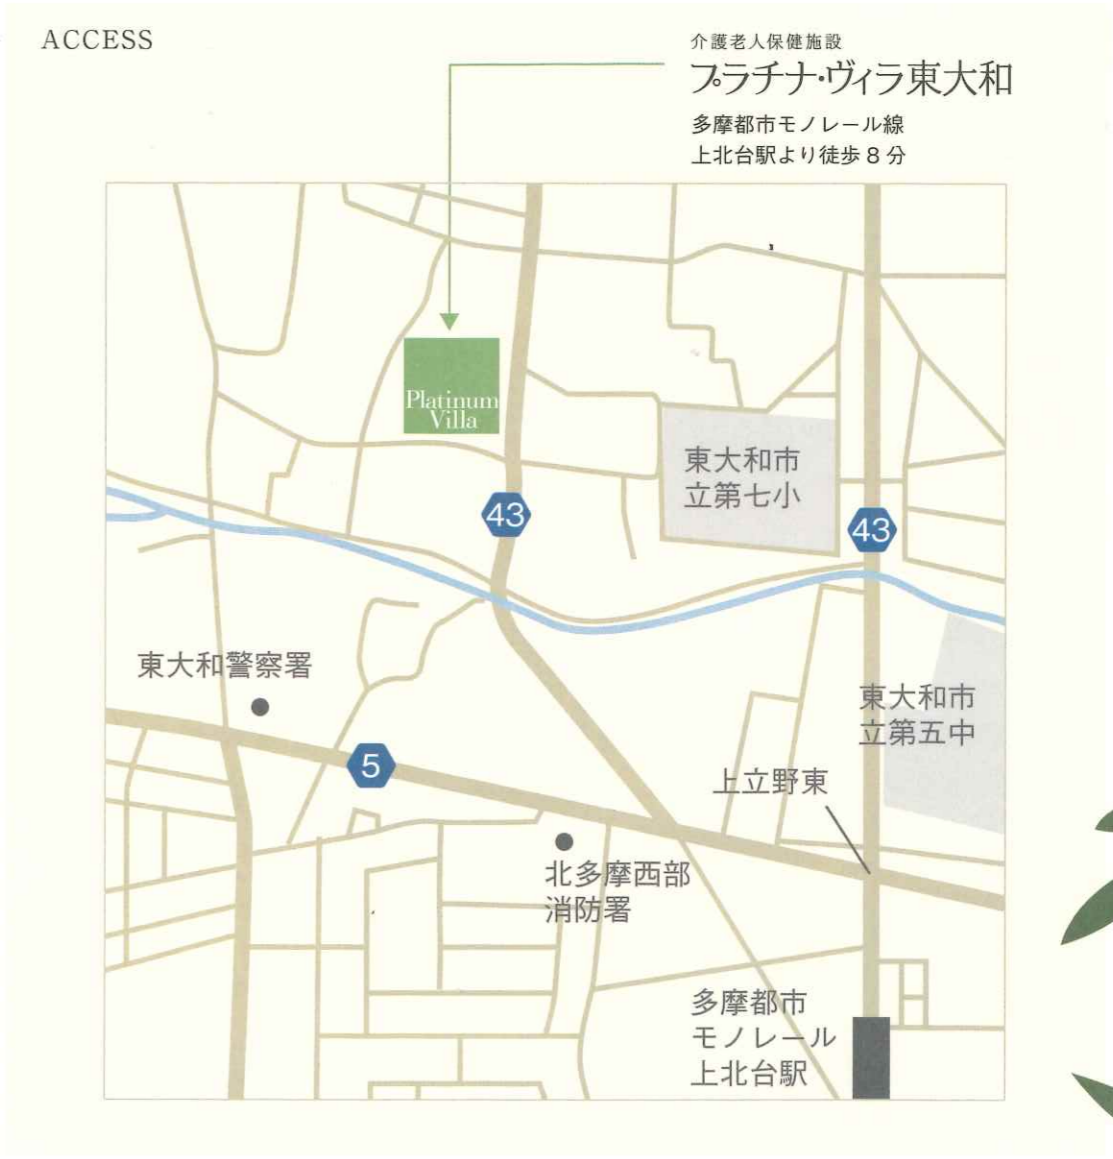 ACCESS
介護老人保健施設
プラチナ・ヴィラ東大和
多摩都市モノレール線
上北台駅より徒歩8分
Platinum
Villa
東大和市
立第七小
43
43
東大和警察署
東大和市
立第五中
5
上立野東
北多摩西部
消防署
多摩都市
モノレール
上北台駅